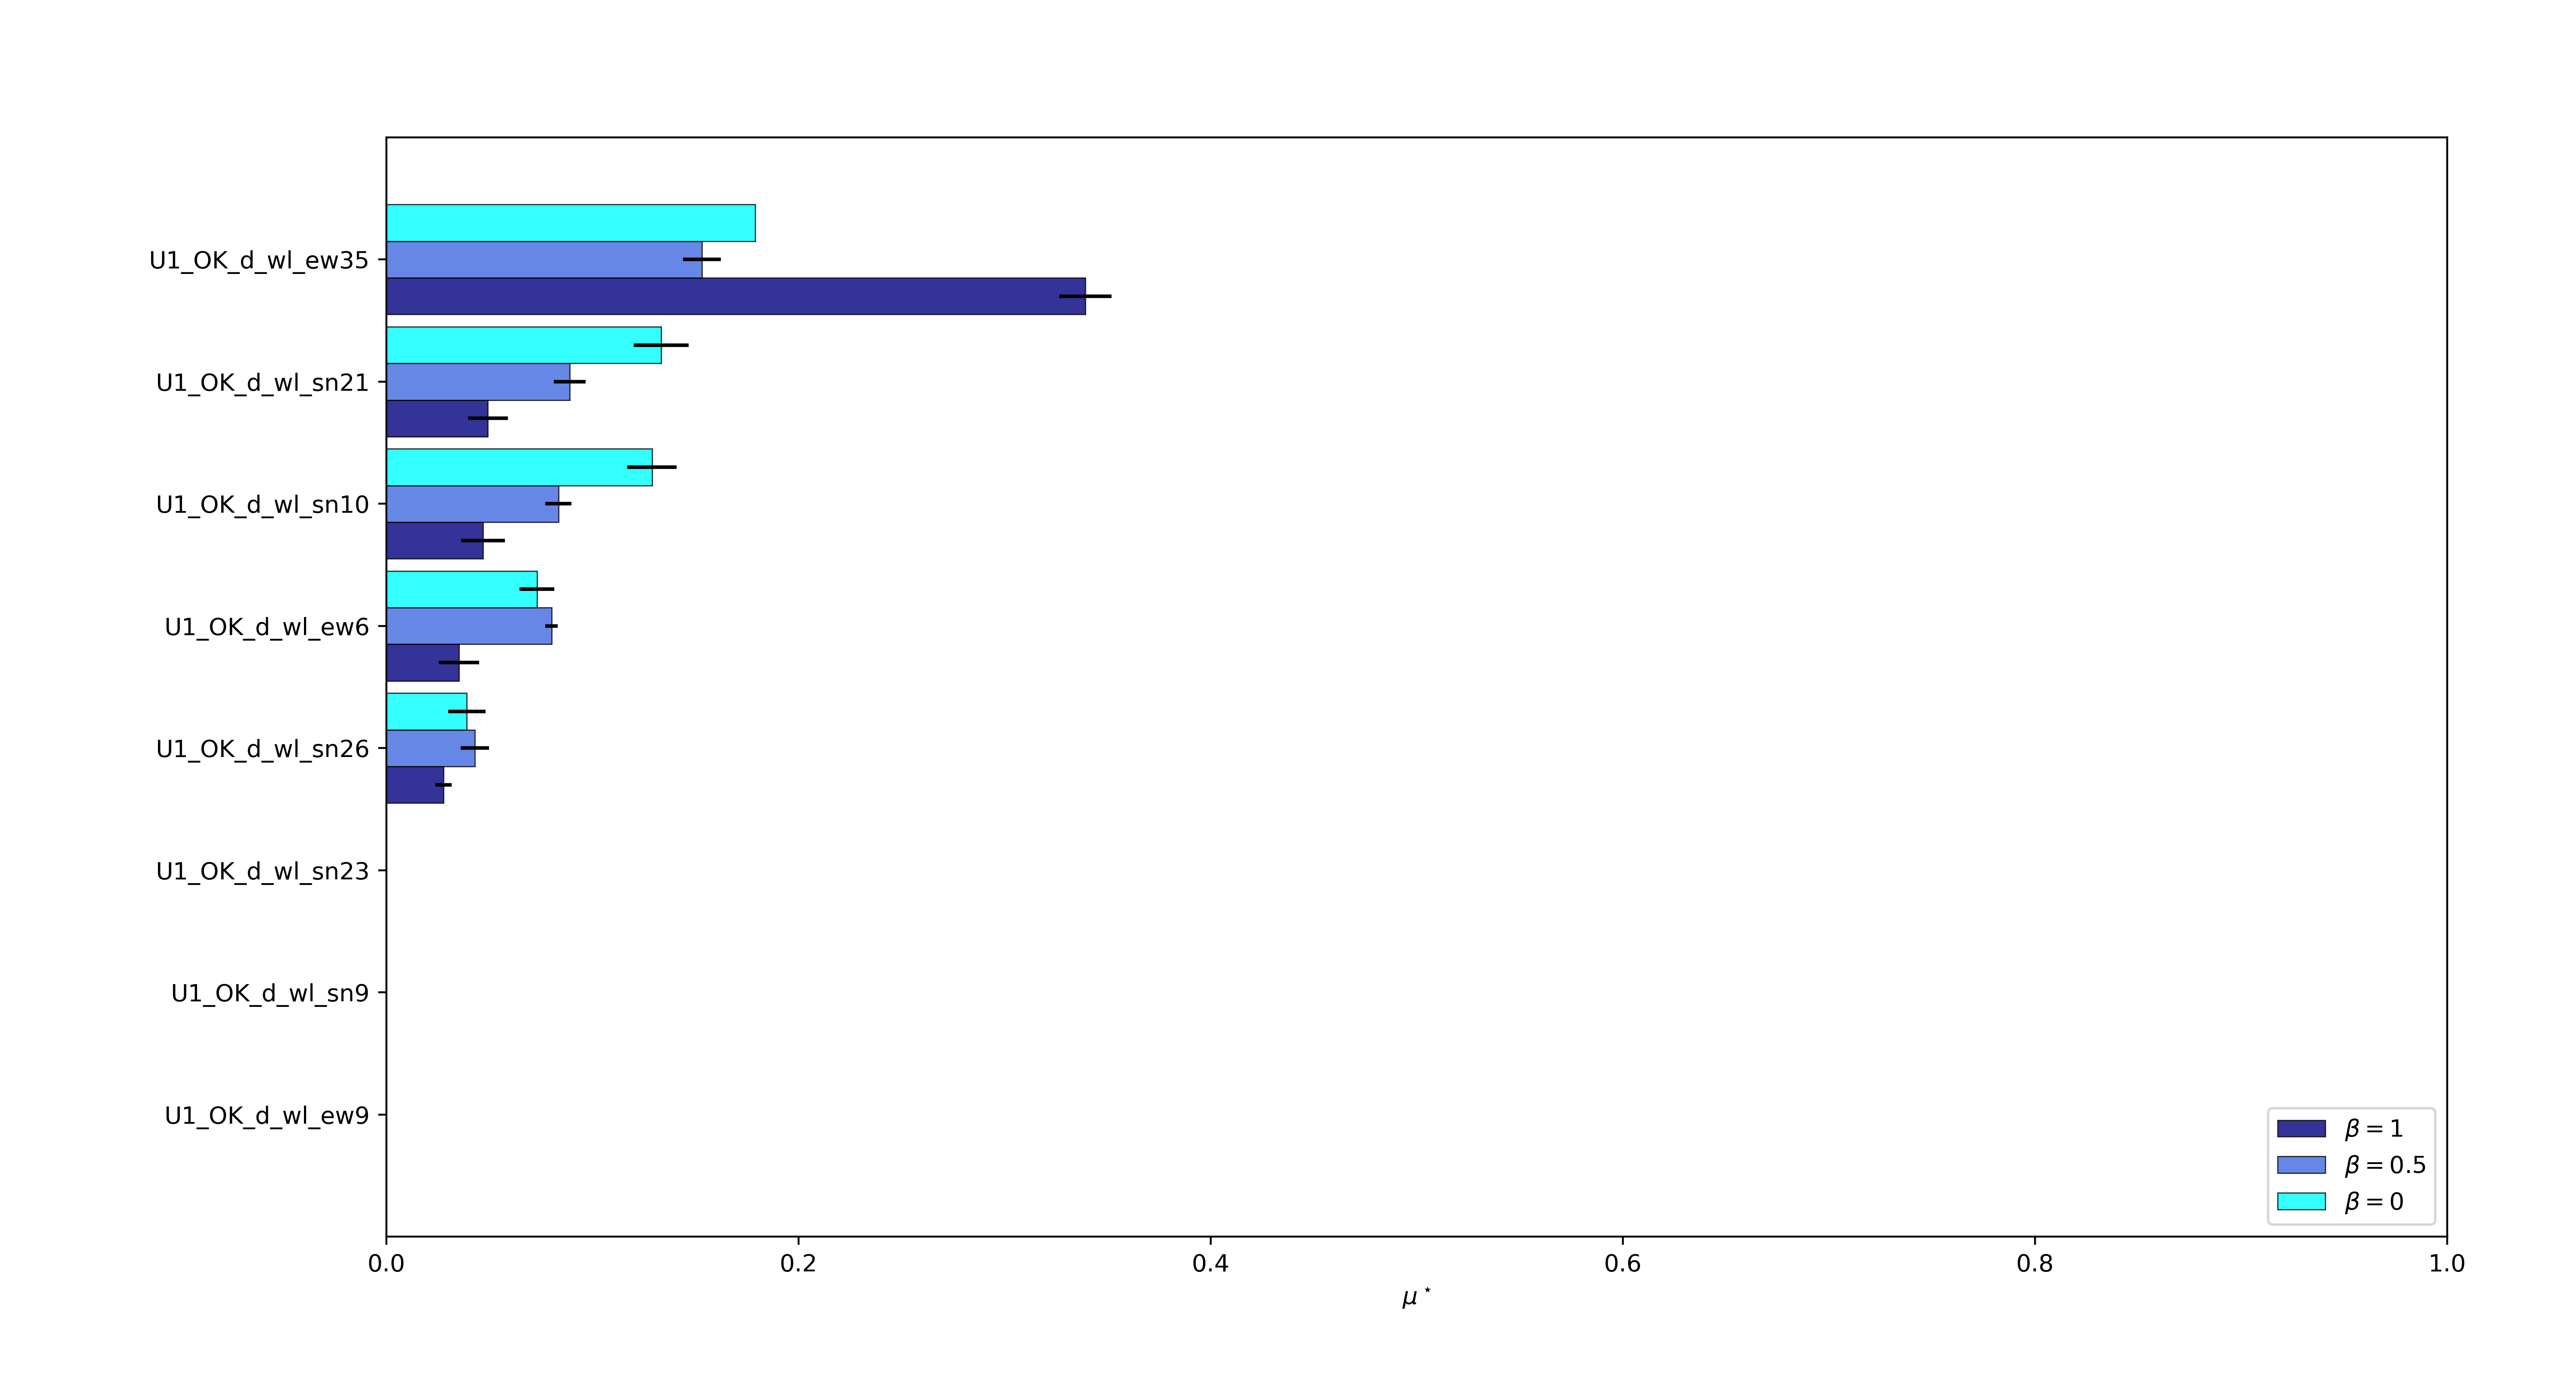 U1_OK_d_wl_ew35
U1_OK_d_wl_sn21
U1_OK_d_wl_sn10
U1_OK_d_wl_ew6
U1_OK_d_wl_sn26
U1_OK_d_wl_sn23
U1_OK_d_wl_sn9
U1_OK_d_wl_ew9
β = 1
β = 0.5
β = 0
0.0 0.2 0.4 0.6 0.8 1.0
μ⋆